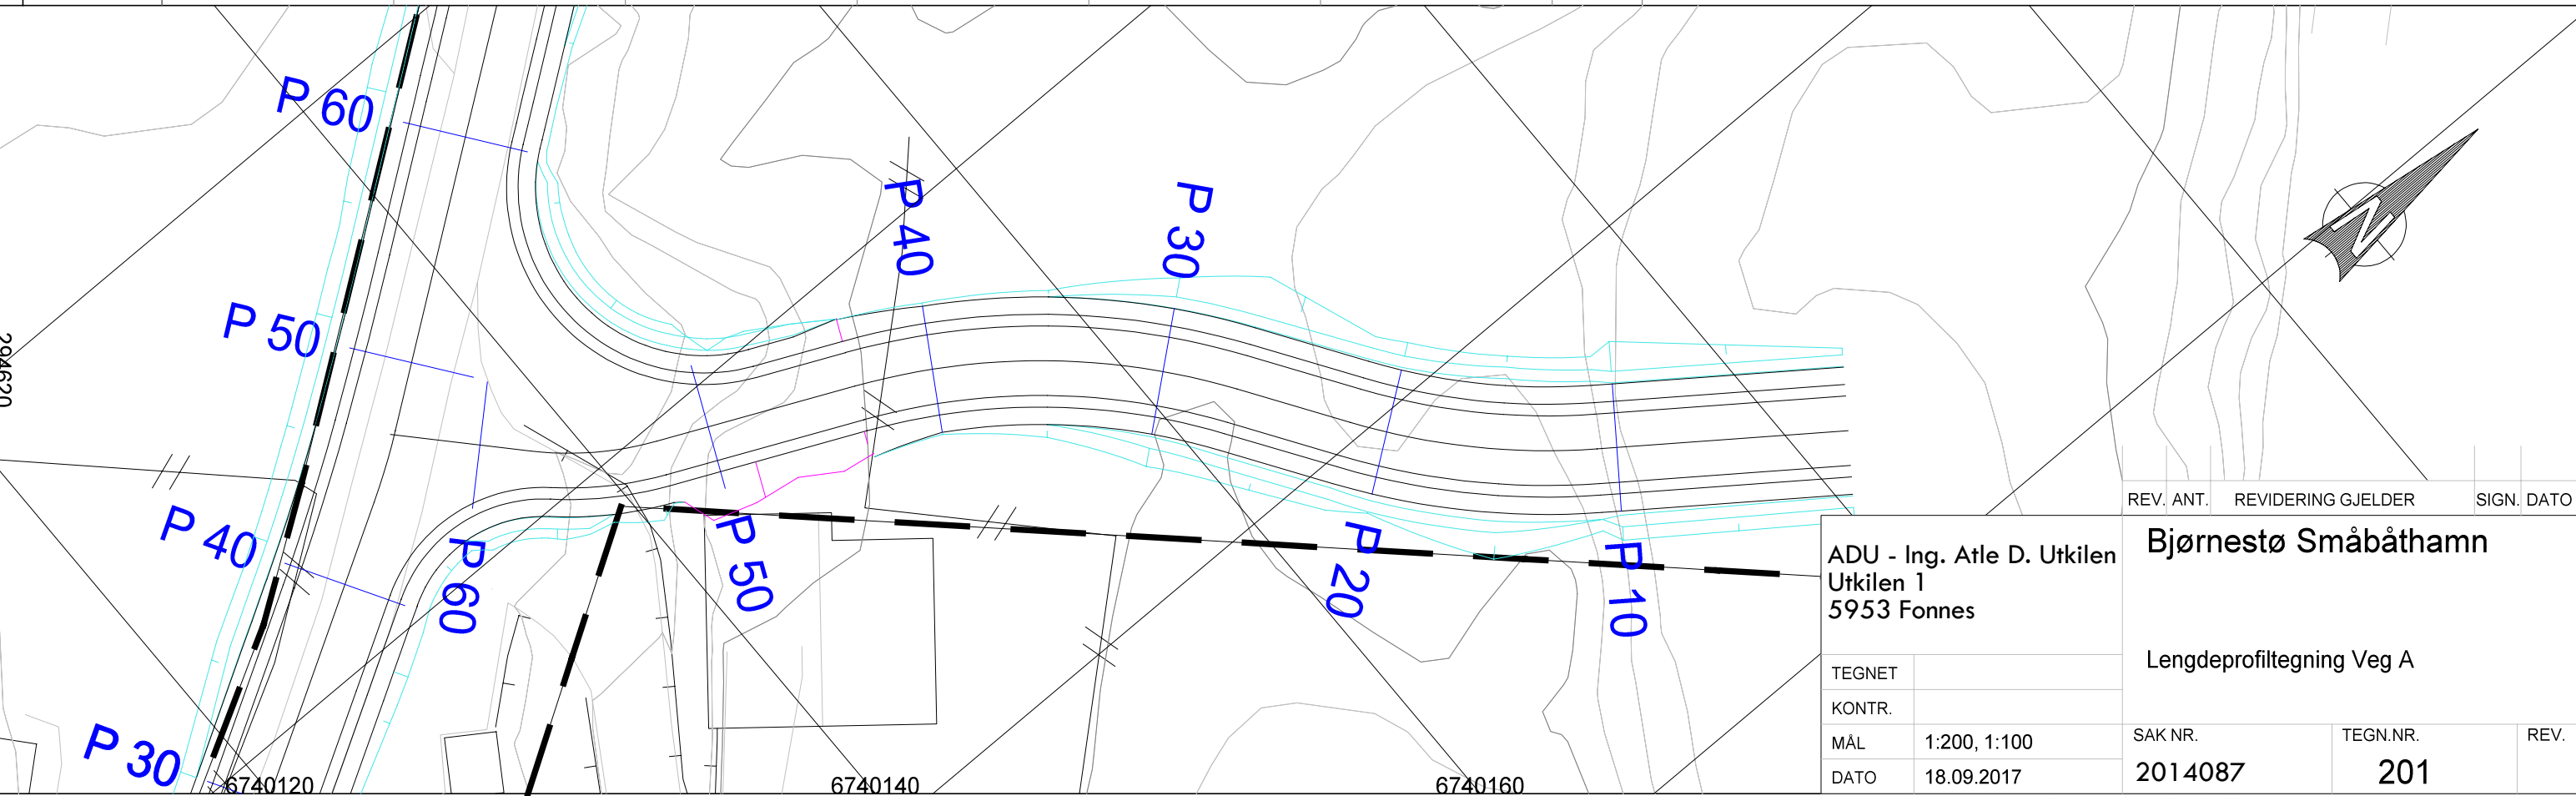 P 60
P 50
P 40
P 30
P 40
P 30
P 60
P 50
P 20
P 10
294620
6740120
6740140
6740160
N
REV. ANT. REVIDERING GJELDER SIGN. DATO
ADU - Ing. Atle D. Utkilen
Utkilen 1
5953 Fonnes
Bjørnestø Småbåthamn
Lengdeprofiltegning Veg A
TEGNET
KONTR.
MÅL 1:200, 1:100
DATO 18.09.2017
SAK NR.
2014087
TEGN.NR.
201
REV.